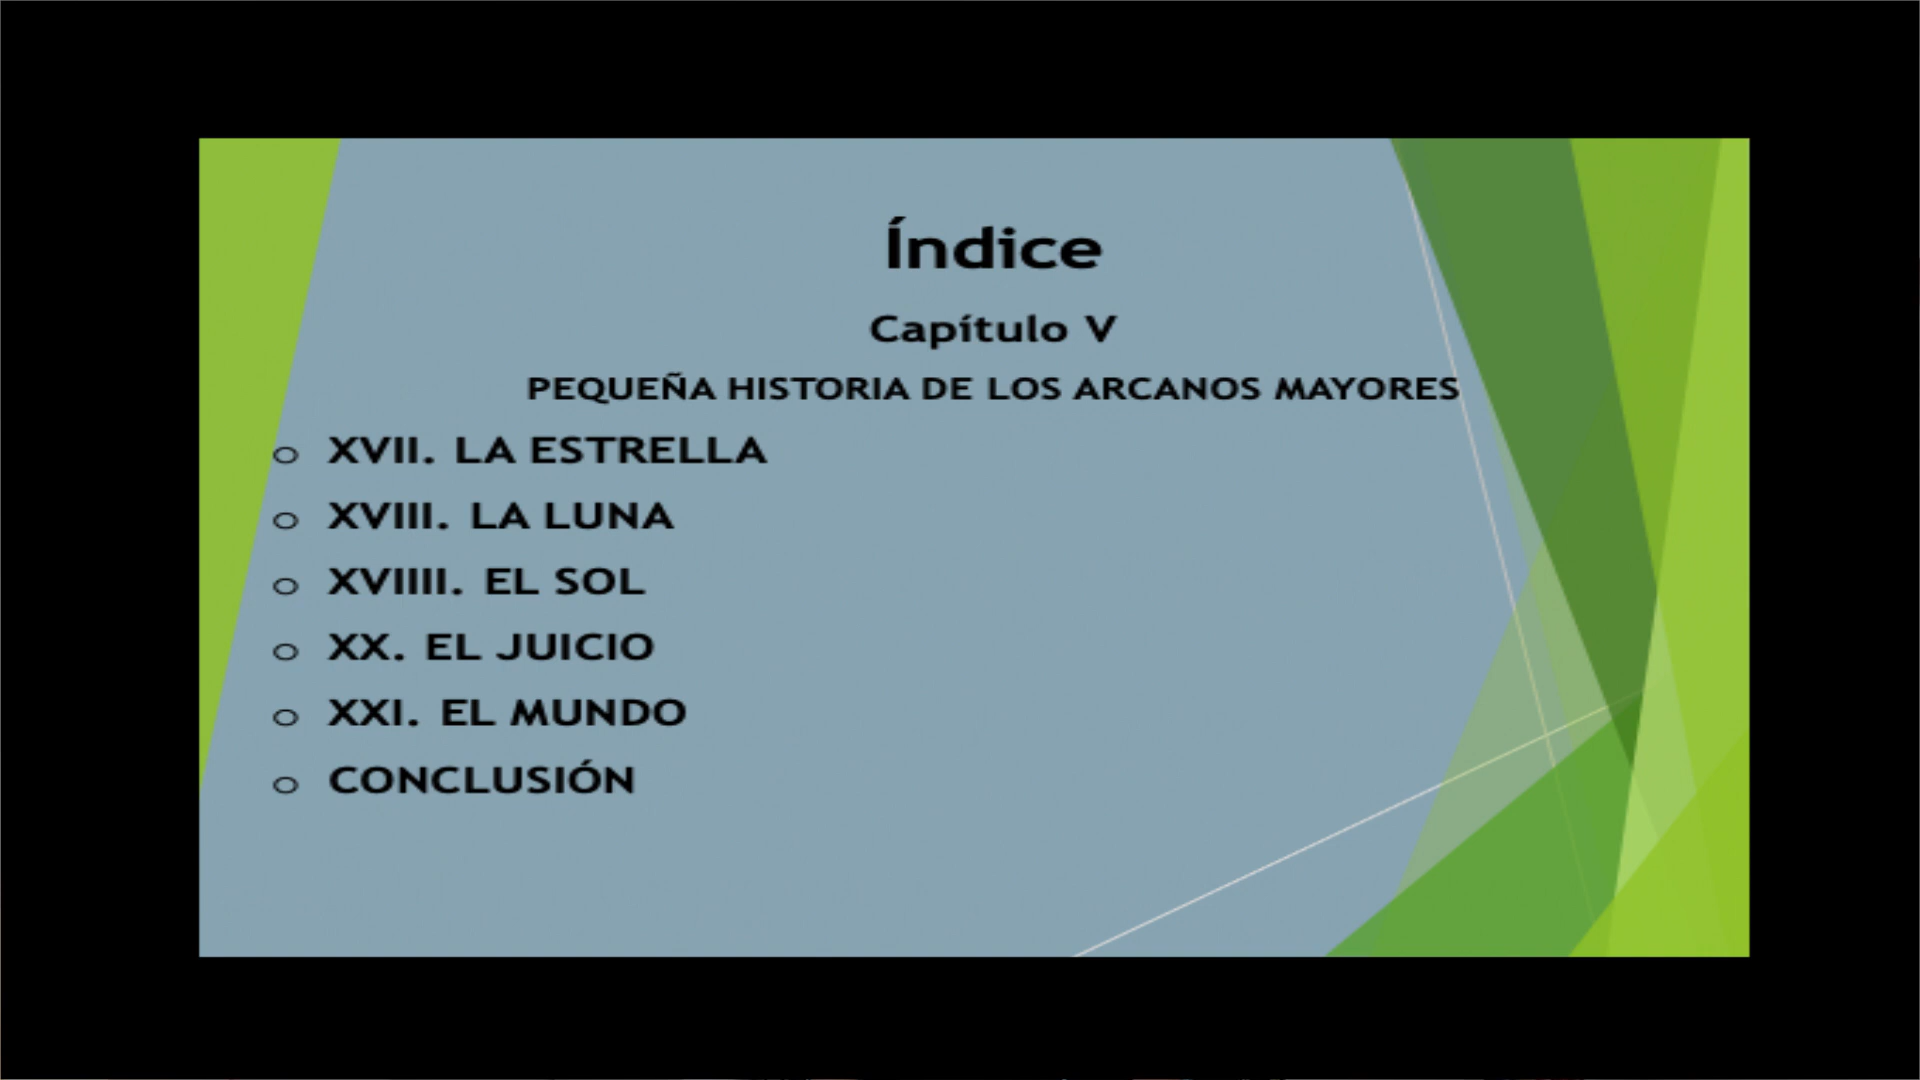 Índice
Capítulo V
PEQUEÑA HISTORIA DE LOS ARCANOS MAYORES
o XVII. LA ESTRELLA
o XVIII. LA LUNA
o XVIIII. EL SOL
o XX. EL JUICIO
o XXI. EL MUNDO
o CONCLUSIÓN